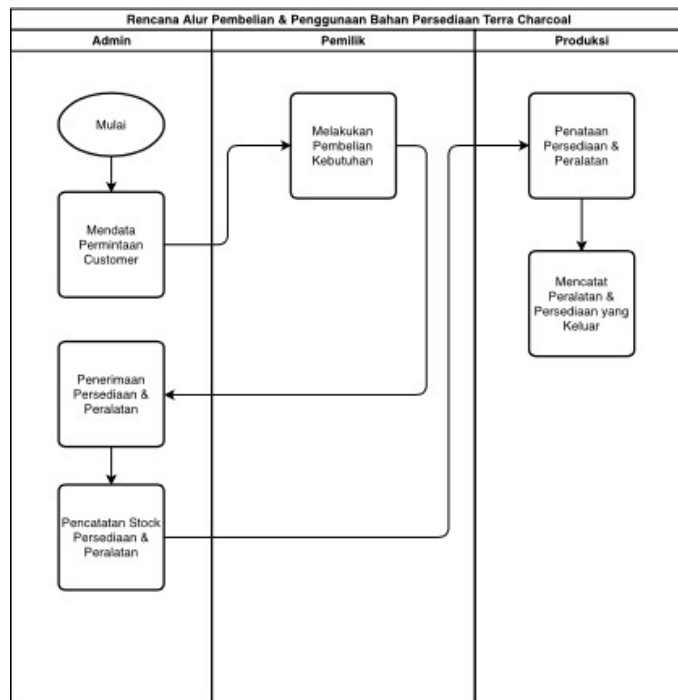 Rencana Alur Pembelian & Penggunaan Bahan Persediaan Terra Charcoal
Admin
Pemilik
Produksi
Mulai
Mendata
Permintaan
Customer
Melakukan
Pembelian
Kebutuhan
Penerimaan
Persediaan &
Peralatan
Pencatatan Stock
Persediaan &
Peralatan
Penataan
Persediaan &
Peralatan
Mencatat
Peralatan &
Persediaan yang
Keluar